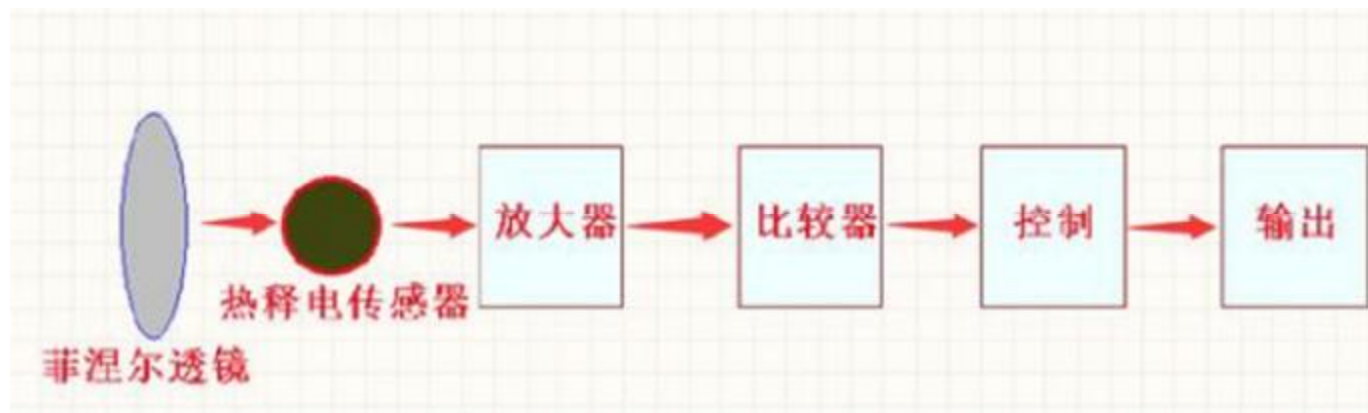 放大器
比较器
控制
输出
热释电传感器
菲涅尔透镜